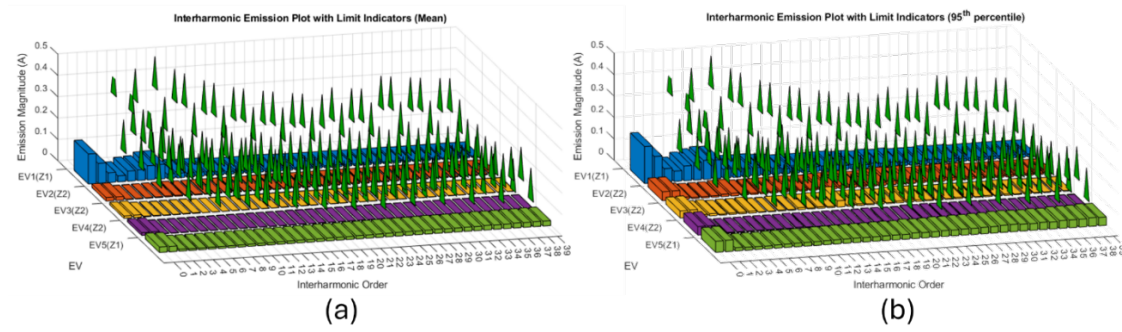 Interharmonic Emission Plot with Limit Indicators (Mean)
Emission Magnitude (A)
0.5
0.4
0.3
0.2
0.1
0
EV1(Z1)
EV2(Z2)
EV3(Z2)
EV4(Z2)
EV5(Z1)
EV
0 1 2 3 4 5 6 7 8 9 10 11 12 13 14 15 16 17 18 19 20 21 22 23 24 25 26 27 28 29 30 31 32 33 34 35 36 37 38 39
Interharmonic Order
(a)
Interharmonic Emission Plot with Limit Indicators (95th percentile)
Emission Magnitude (A)
0.5
0.4
0.3
0.2
0.1
0
EV1(Z1)
EV2(Z2)
EV3(Z2)
EV4(Z2)
EV5(Z1)
EV
0 1 2 3 4 5 6 7 8 9 10 11 12 13 14 15 16 17 18 19 20 21 22 23 24 25 26 27 28 29 30 31 32 33 34 35 36 37 38
Interharmonic Order
(b)